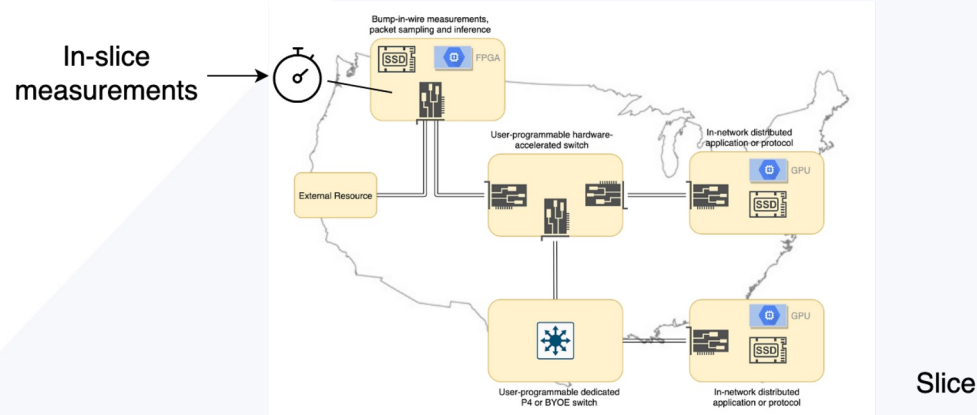 In-slice
measurements
Bump-in-wire measurements,
packet sampling and inference
SSD
FPGA
External Resource
User-programmable hardware-
accelerated switch
In-network distributed
application or protocol
GPU
SSD
User-programmable dedicated
P4 or BYOE switch
GPU
SSD
In-network distributed
application or protocol
Slice